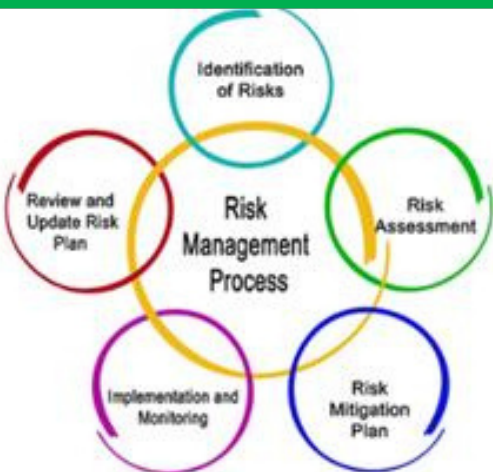 Identification
of Risks
Risk
Assessment
Risk
Mitigation
Plan
Implementation and
Monitoring
Review and
Update Risk
Plan
Risk
Management
Process